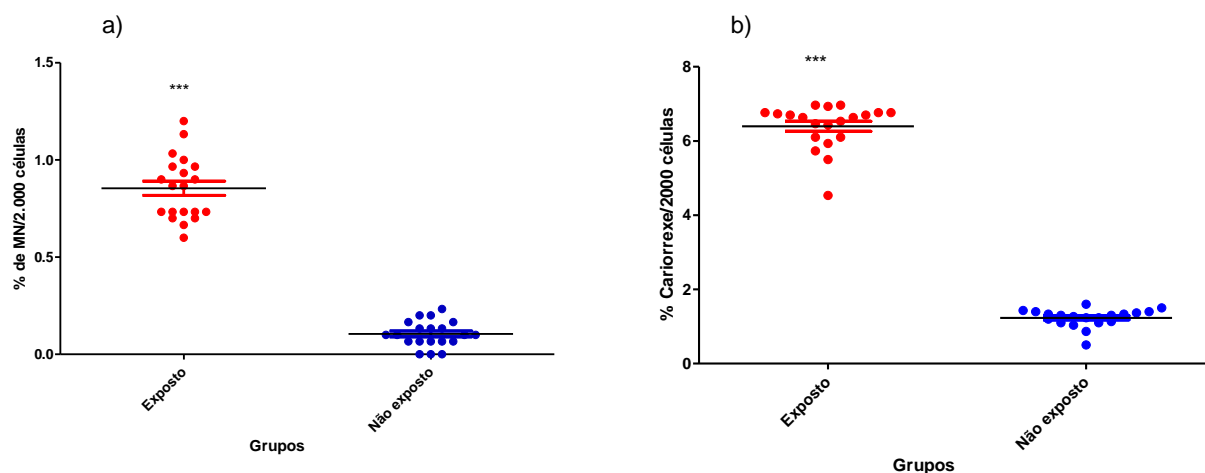 a)
1.5
1.0
0.5
0.0
% de MN/2.000 células
***
Exposto
Não exposto
Grupos
b)
8
6
4
2
0
% Cariorrexe/2000 células
***
Exposto
Não exposto
Grupos